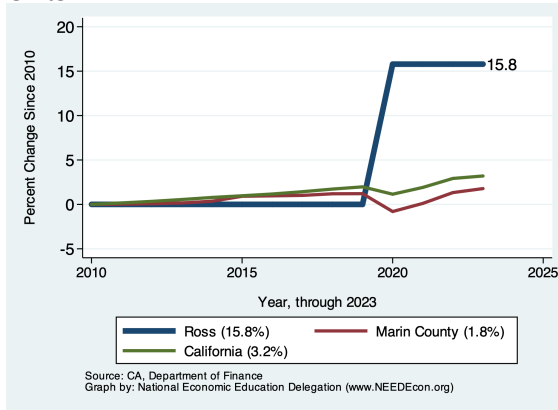 Percent Change Since 2010
20
15
10
5
0
-5
15.8
2010
2015
2020
2025
Year, through 2023
Ross (15.8%)
Marin County (1.8%)
California (3.2%)
Source: CA, Department of Finance
Graph by: National Economic Education Delegation (www.NEEDEcon.org)